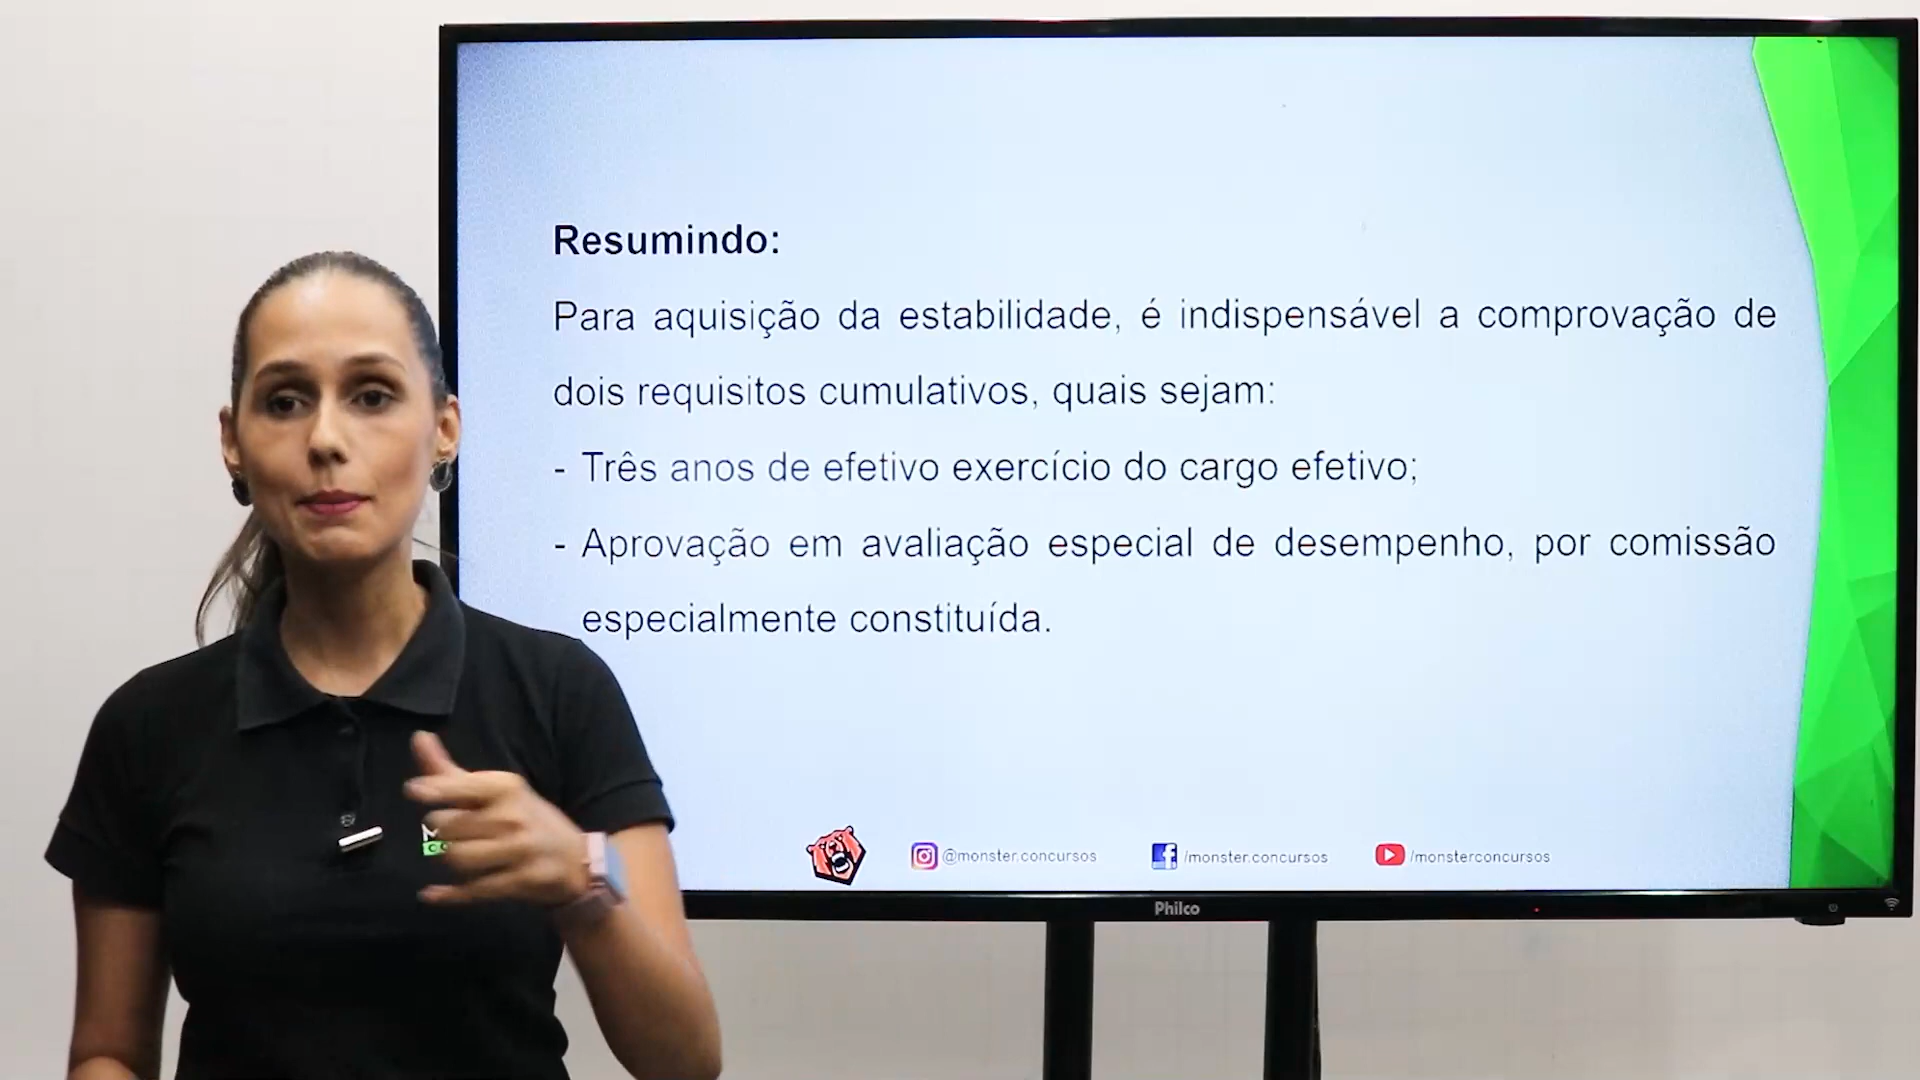 Resumindo:
Para aquisição da estabilidade, é indispensável a comprovação de
dois requisitos cumulativos, quais sejam:
- Três anos de efetivo exercício do cargo efetivo;
- Aprovação em avaliação especial de desempenho, por comissão
especialmente constituída.
@monster.concursos /monster.concursos /monsterconcursos
Philco